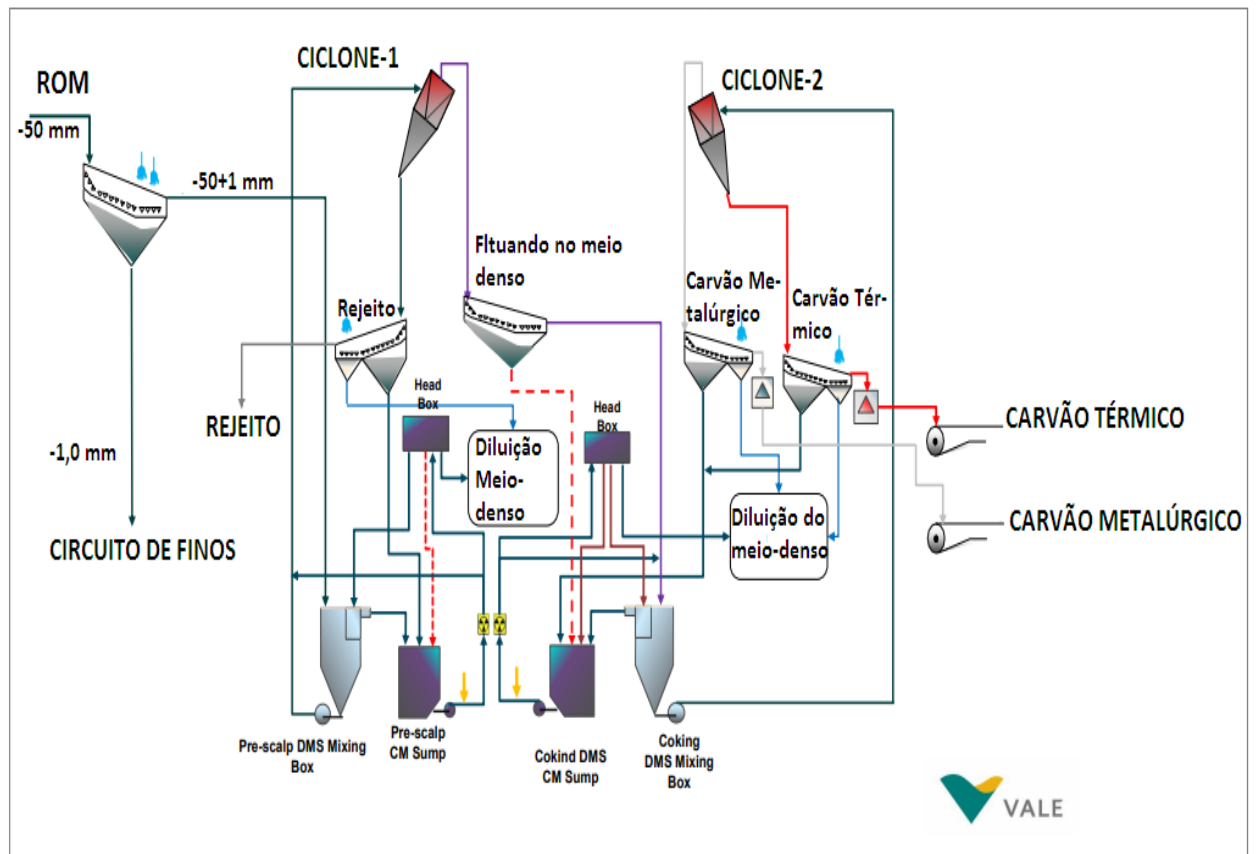 ROM
-50 mm
-50+1 mm
-1,0 mm
CIRCUITO DE FINOS
CICLONE-1
Fltuando no meio
denso
Rejeito
REJEITO
Head
Box
Diluição
Meio-
denso
Pre-scalp DMS Mixing
Box
Pre-scalp
CM Sump
CICLONE-2
Carvão Me-
talúrgico
Carvão Tér-
mico
Head
Box
Diluição do
meio-denso
CARVÃO TÉRMICO
CARVÃO METALÚRGICO
Cokind DMS
CM Sump
Coking
DMS Mixing
Box
VALE